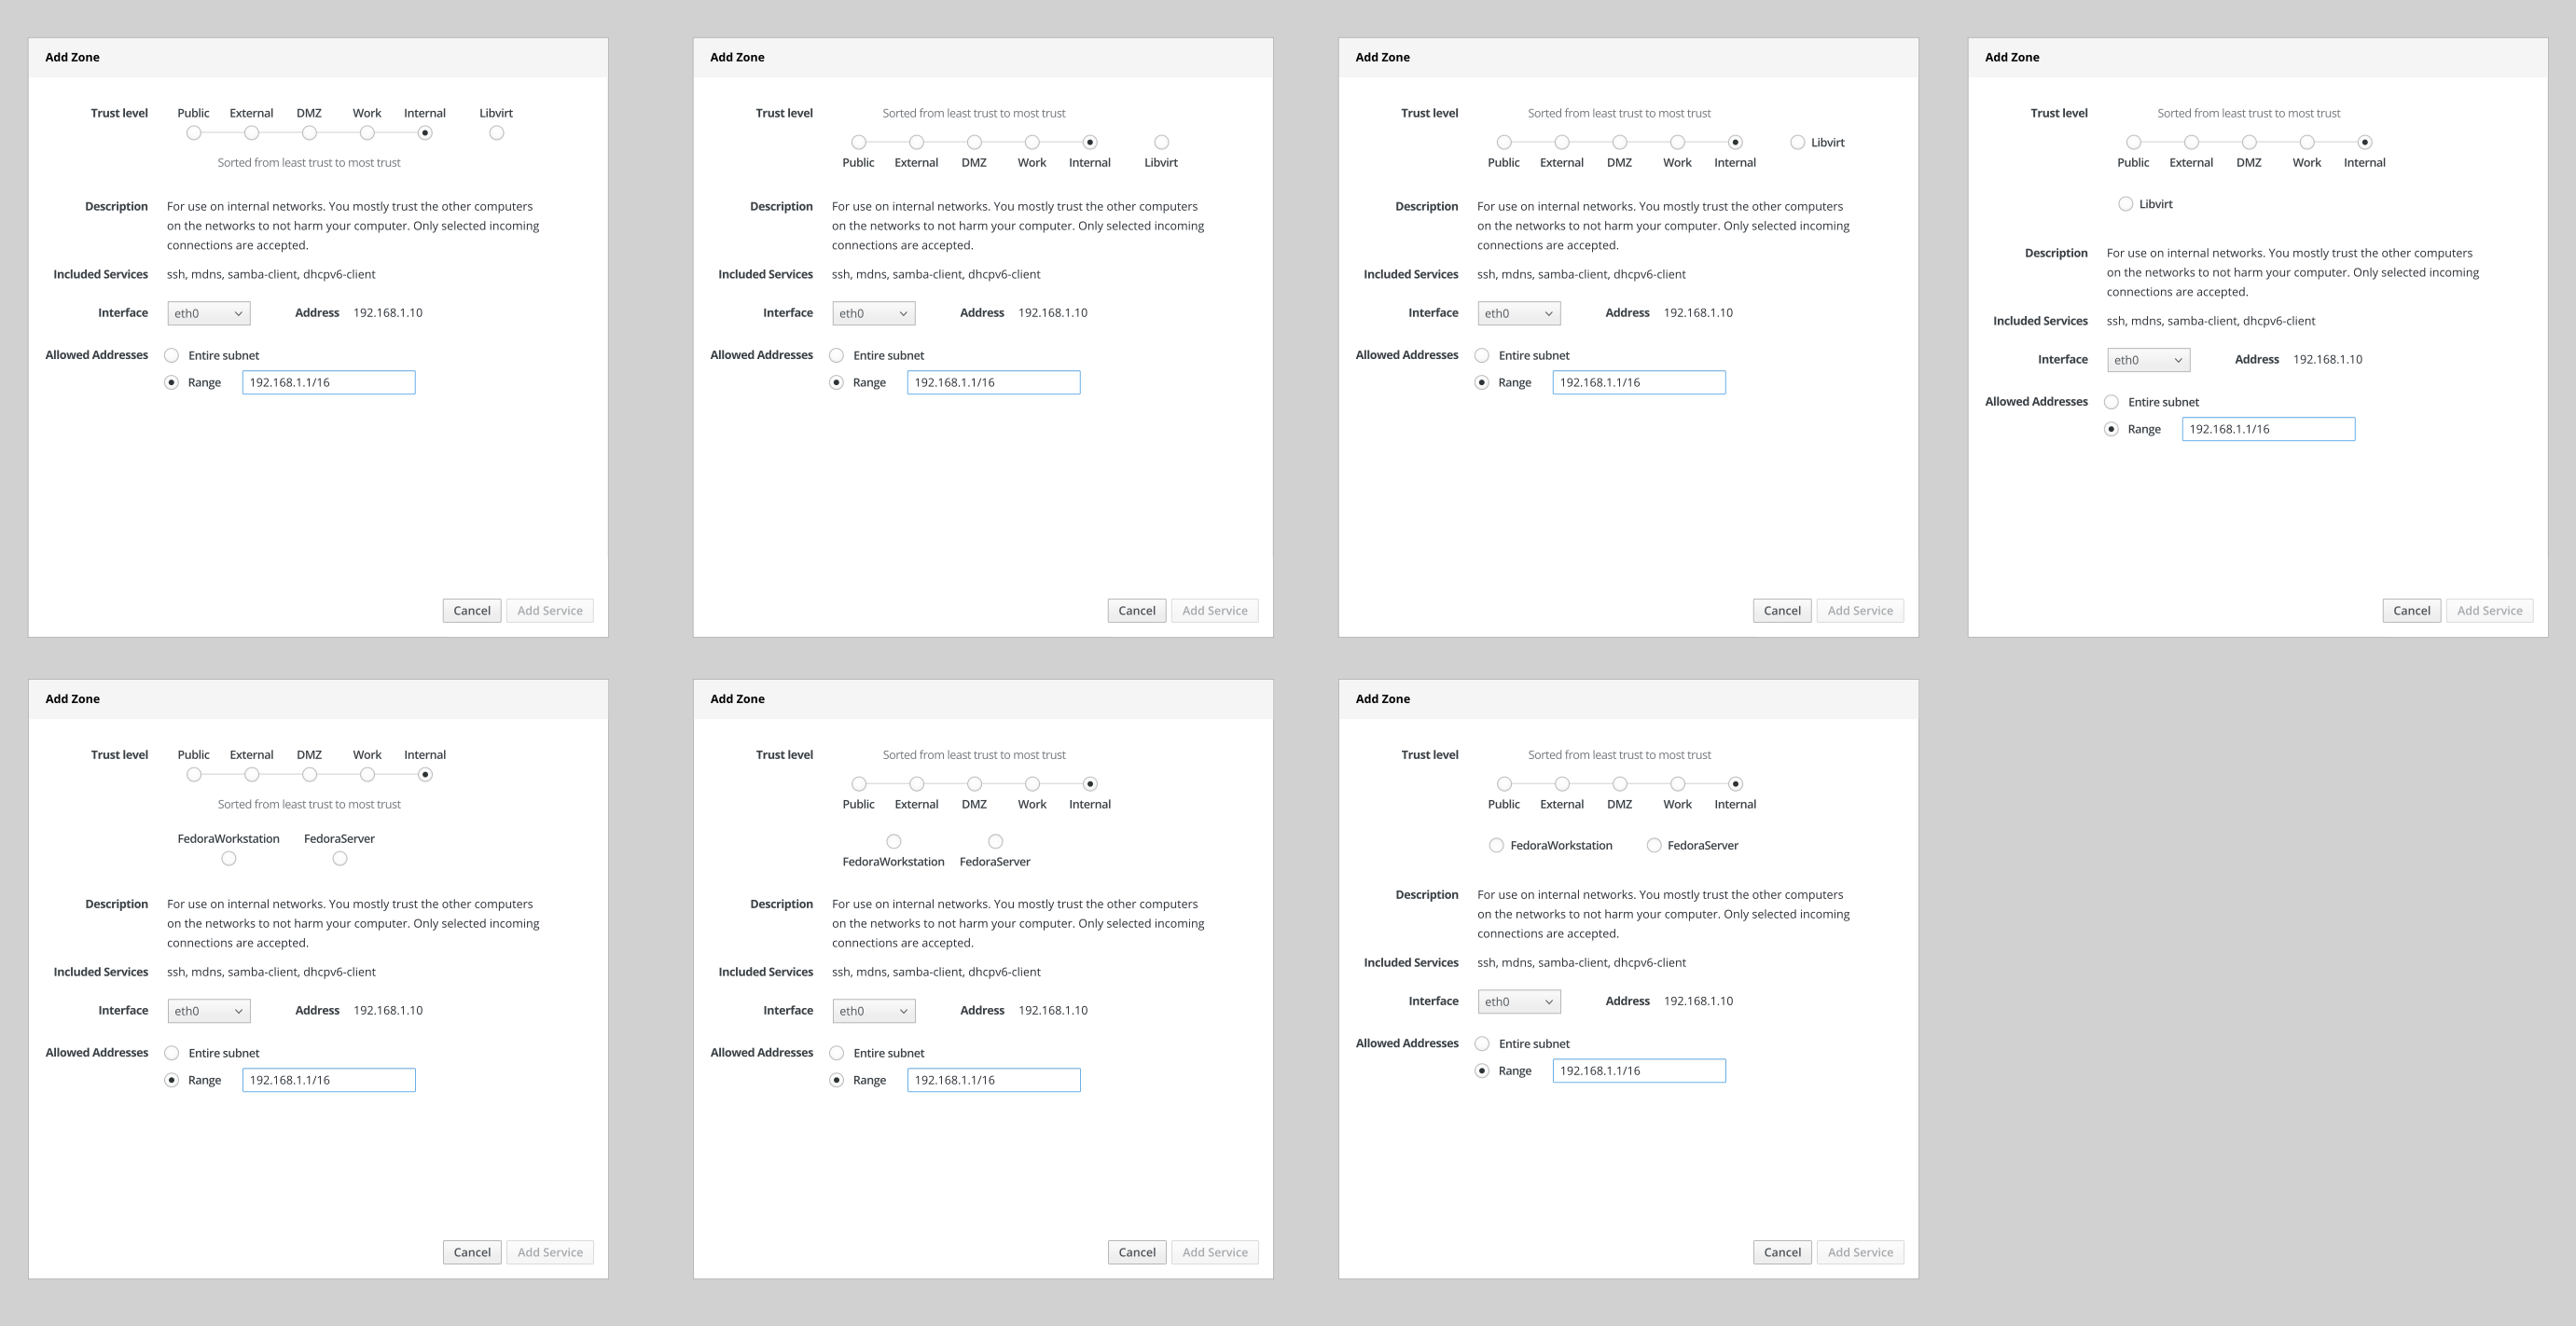 Add Zone
Trust level Public External DMZ Work Internal Libvirt
Sorted from least trust to most trust
Description For use on internal networks. You mostly trust the other computers
on the networks to not harm your computer. Only selected incoming
connections are accepted.
Included Services ssh, mdns, samba-client, dhcpv6-client
Interface eth0 Address 192.168.1.10
Allowed Addresses Entire subnet
Range 192.168.1.1/16
Cancel Add Service
Add Zone
Trust level Sorted from least trust to most trust
Public External DMZ Work Internal Libvirt
Description For use on internal networks. You mostly trust the other computers
on the networks to not harm your computer. Only selected incoming
connections are accepted.
Included Services ssh, mdns, samba-client, dhcpv6-client
Interface eth0 Address 192.168.1.10
Allowed Addresses Entire subnet
Range 192.168.1.1/16
Cancel Add Service
Add Zone
Trust level Sorted from least trust to most trust
Libvirt
Public External DMZ Work Internal
Description For use on internal networks. You mostly trust the other computers
on the networks to not harm your computer. Only selected incoming
connections are accepted.
Included Services ssh, mdns, samba-client, dhcpv6-client
Interface eth0 Address 192.168.1.10
Allowed Addresses Entire subnet
Range 192.168.1.1/16
Cancel Add Service
Add Zone
Trust level Sorted from least trust to most trust
Public External DMZ Work Internal
Libvirt
Description For use on internal networks. You mostly trust the other computers
on the networks to not harm your computer. Only selected incoming
connections are accepted.
Included Services ssh, mdns, samba-client, dhcpv6-client
Interface eth0 Address 192.168.1.10
Allowed Addresses Entire subnet
Range 192.168.1.1/16
Cancel Add Service
Add Zone
Trust level Public External DMZ Work Internal
Sorted from least trust to most trust
FedoraWorkstation FedoraServer
Description For use on internal networks. You mostly trust the other computers
on the networks to not harm your computer. Only selected incoming
connections are accepted.
Included Services ssh, mdns, samba-client, dhcpv6-client
Interface eth0 Address 192.168.1.10
Allowed Addresses Entire subnet
Range 192.168.1.1/16
Cancel Add Service
Add Zone
Trust level Sorted from least trust to most trust
Public External DMZ Work Internal
FedoraWorkstation FedoraServer
Description For use on internal networks. You mostly trust the other computers
on the networks to not harm your computer. Only selected incoming
connections are accepted.
Included Services ssh, mdns, samba-client, dhcpv6-client
Interface eth0 Address 192.168.1.10
Allowed Addresses Entire subnet
Range 192.168.1.1/16
Cancel Add Service
Add Zone
Trust level Sorted from least trust to most trust
Public External DMZ Work Internal
FedoraWorkstation FedoraServer
Description For use on internal networks. You mostly trust the other computers
on the networks to not harm your computer. Only selected incoming
connections are accepted.
Included Services ssh, mdns, samba-client, dhcpv6-client
Interface eth0 Address 192.168.1.10
Allowed Addresses Entire subnet
Range 192.168.1.1/16
Cancel Add Service